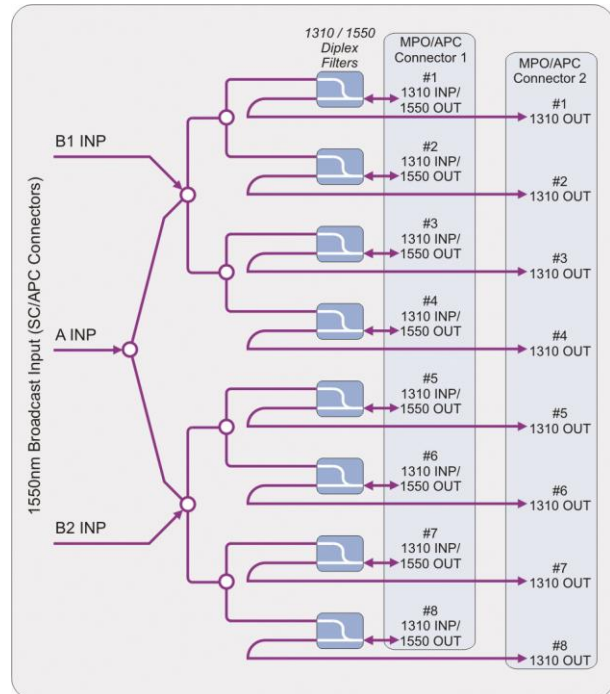 1310 / 1550
Diplex
Filters
MPO/APC
Connector 1
MPO/APC
Connector 2
1550nm Broadcast Input (SC/APC Connectors)
B1 INP
A INP
B2 INP
#1
1310 INP/
1550 OUT
#1
1310 OUT
#2
1310 INP/
1550 OUT
#2
1310 OUT
#3
1310 INP/
1550 OUT
#3
1310 OUT
#4
1310 INP/
1550 OUT
#4
1310 OUT
#5
1310 INP/
1550 OUT
#5
1310 OUT
#6
1310 INP/
1550 OUT
#6
1310 OUT
#7
1310 INP/
1550 OUT
#7
1310 OUT
#8
1310 INP/
1550 OUT
#8
1310 OUT